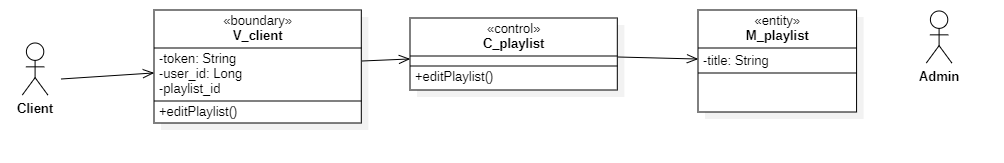 Client
«boundary»
V_client
-token: String
-user_id: Long
-playlist_id
+editPlaylist()
«control»
C_playlist
+editPlaylist()
«entity»
M_playlist
-title: String
Admin